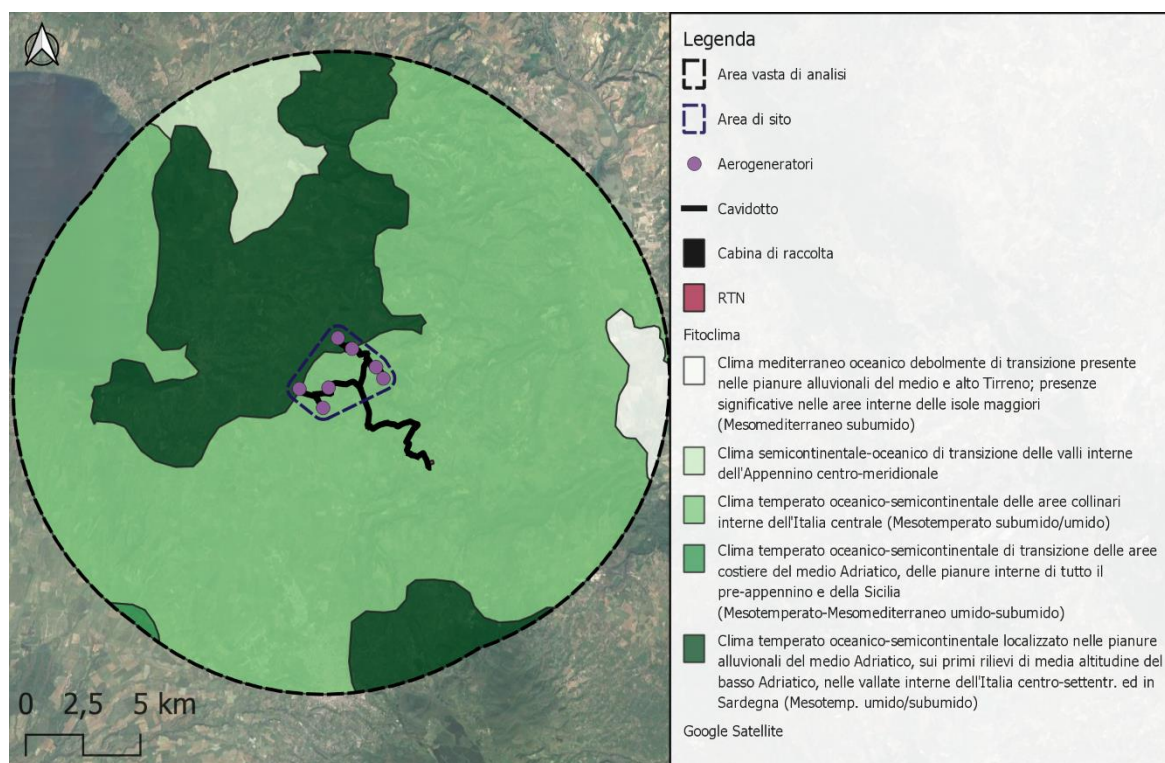 Legenda
Area vasta di analisi
Area di sito
Aerogeneratori
Cavidotto
Cabina di raccolta
RTN
Fitoclima
Clima mediterraneo oceanico debolmente di transizione presente
nelle pianure alluvionali del medio e alto Tirreno; presenze
significative nelle aree interne delle isole maggiori
(Mesomediterraneo subumido)
Clima semicontinentale-oceanico di transizione delle valli interne
dell'Appennino centro-meridionale
Clima temperato oceanico-semicontinentale delle aree collinari
interne dell'Italia centrale (Mesotemperato subumido/umido)
Clima temperato oceanico-semicontinentale di transizione delle aree
costiere del medio Adriatico, delle pianure interne di tutto il
pre-appennino e della Sicilia
(Mesotemperato-Mesomediterraneo umido-subumido)
Clima temperato oceanico-semicontinentale localizzato nelle pianure
alluvionali del medio Adriatico, sui primi rilievi di media altitudine del
basso Adriatico, nelle vallate interne dell'Italia centro-settentr. ed in
Sardegna (Mesotemp. umido/subumido)
Google Satellite
0 2,5 5 km